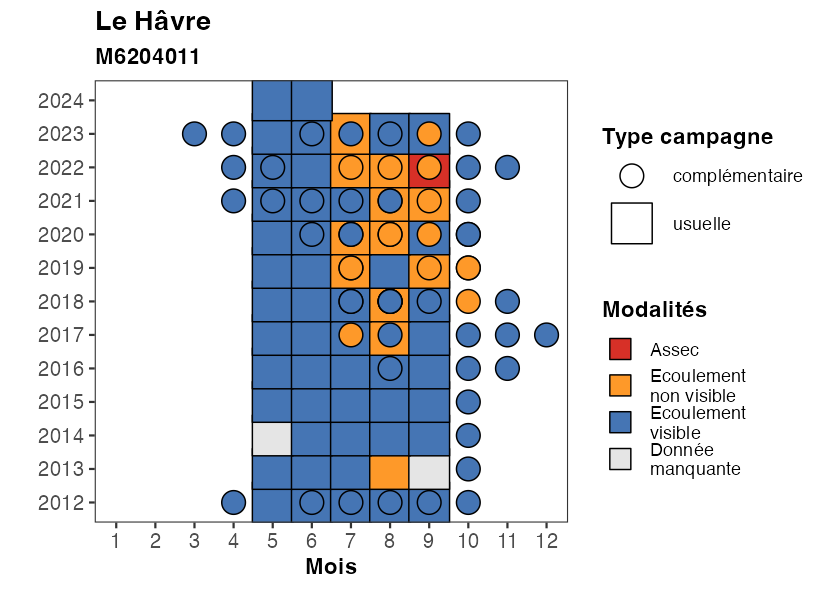 Le Hâvre
M6204011
2024
2023
2022
2021
2020
2019
2018
2017
2016
2015
2014
2013
2012
1 2 3 4 5 6 7 8 9 10 11 12
Mois
Type campagne
complémentaire
usuelle
Modalités
Assec
Ecoulement
non visible
Ecoulement
visible
Donnée
manquante